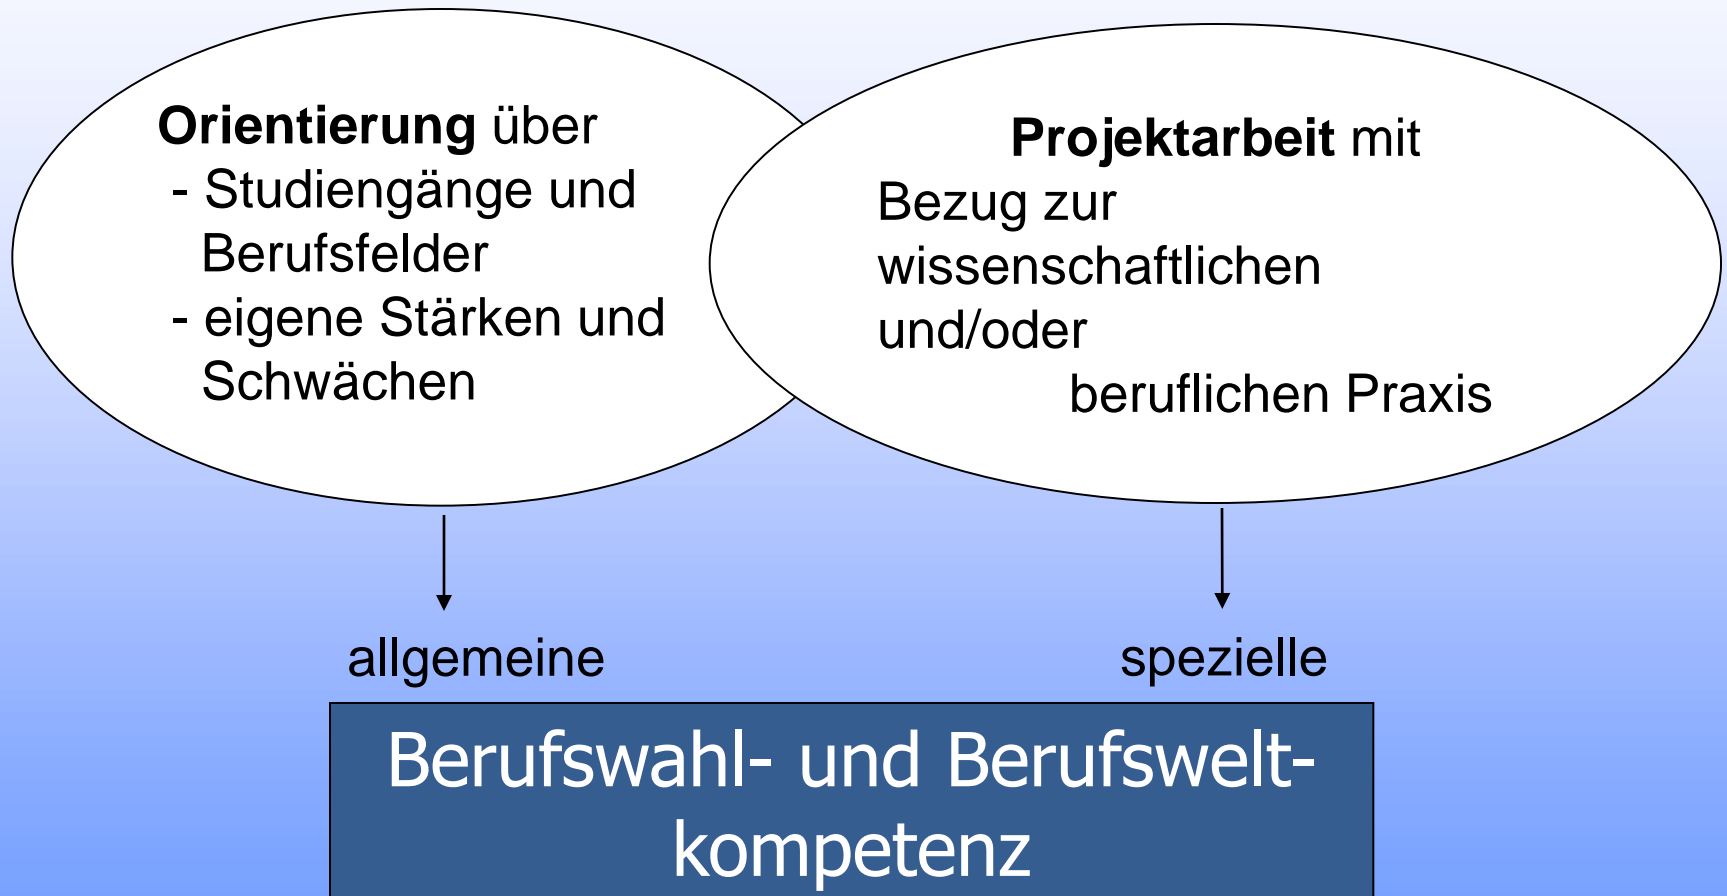 Orientierung über
- Studiengänge und
Berufsfelder
- eigene Stärken und
Schwächen
Projektarbeit mit
Bezug zur
wissenschaftlichen
und/oder
beruflichen Praxis
allgemeine
spezielle
Berufswahl- und Berufswelt-
kompetenz